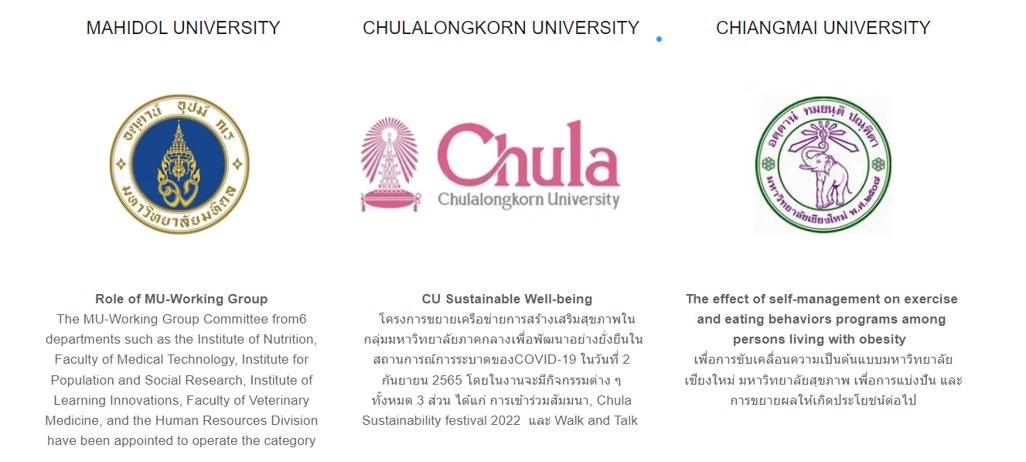 MAHIDOL UNIVERSITY
อตฺตานํ อุปมํ กเร
มหาวิทยาลัยมหิดล
Role of MU-Working Group
The MU-Working Group Committee from6
departments such as the Institute of Nutrition,
Faculty of Medical Technology, Institute for
Population and Social Research, Institute of
Learning Innovations, Faculty of Veterinary
Medicine, and the Human Resources Division
have been appointed to operate the category
CHULALONGKORN UNIVERSITY
Chula
Chulalongkorn University
CU Sustainable Well-being
โครงการขยายเครือข่ายการสร้างเสริมสุขภาพใน
กลุ่มมหาวิทยาลัยภาคกลางเพื่อพัฒนาอย่างยั่งยืนใน
สถานการณ์การระบาดของCOVID-19 ในวันที่ 2
กันยายน 2565 โดยในงานจะมีกิจกรรมต่าง ๆ
ทั้งหมด 3 ส่วน ได้แก่ การเข้าร่วมสัมมนา, Chula
Sustainability festival 2022 และ Walk and Talk
CHIANGMAI UNIVERSITY
อตฺตานํ ทมยนฺติ ปณฺฑิตา
มหาวิทยาลัยเชียงใหม่ พ.ศ.๒๕๐๗
The effect of self-management on exercise
and eating behaviors programs among
persons living with obesity
เพื่อการขับเคลื่อนความเป็นต้นแบบมหาวิทยาลัย
เชียงใหม่ มหาวิทยาลัยสุขภาพ เพื่อการแบ่งปัน และ
การขยายผลให้เกิดประโยชน์ต่อไป